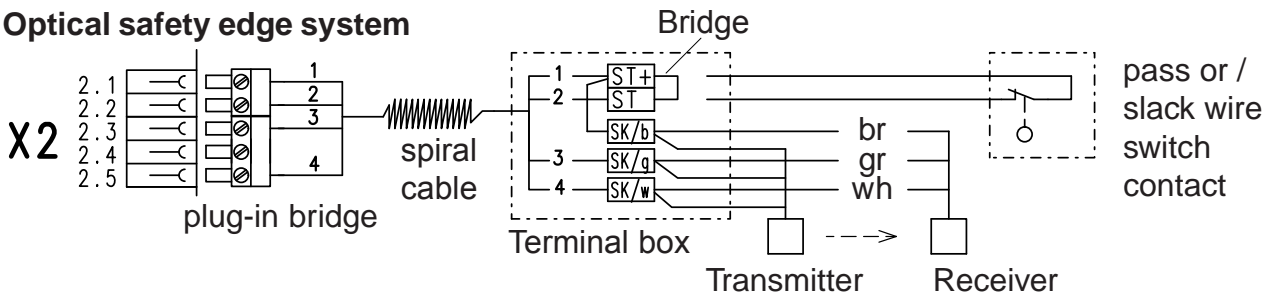 Optical safety edge system
Bridge
X2
2.1
2.2
2.3
2.4
2.5
1
2
3
4
plug-in bridge
spiral
cable
1
2
3
4
ST+
ST
SK/b
SK/g
SK/w
Terminal box
br
gr
wh
Transmitter
Receiver
pass or /
slack wire
switch
contact